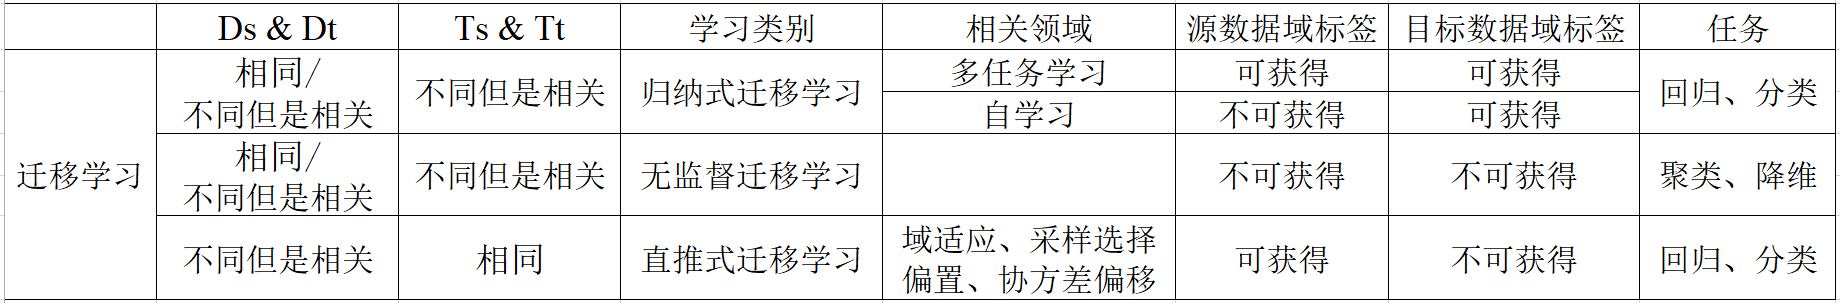 Ds & Dt Ts & Tt 学习类别 相关领域 源数据域标签 目标数据域标签 任务
迁移学习
相同/
不同但是相关
不同但是相关
归纳式迁移学习
多任务学习 可获得 可获得
自学习 不可获得 可获得
回归、分类
相同/
不同但是相关
不同但是相关
无监督迁移学习
不可获得
不可获得
聚类、降维
不同但是相关
相同
直推式迁移学习
域适应、采样选择
偏置、协方差偏移
可获得
不可获得
回归、分类